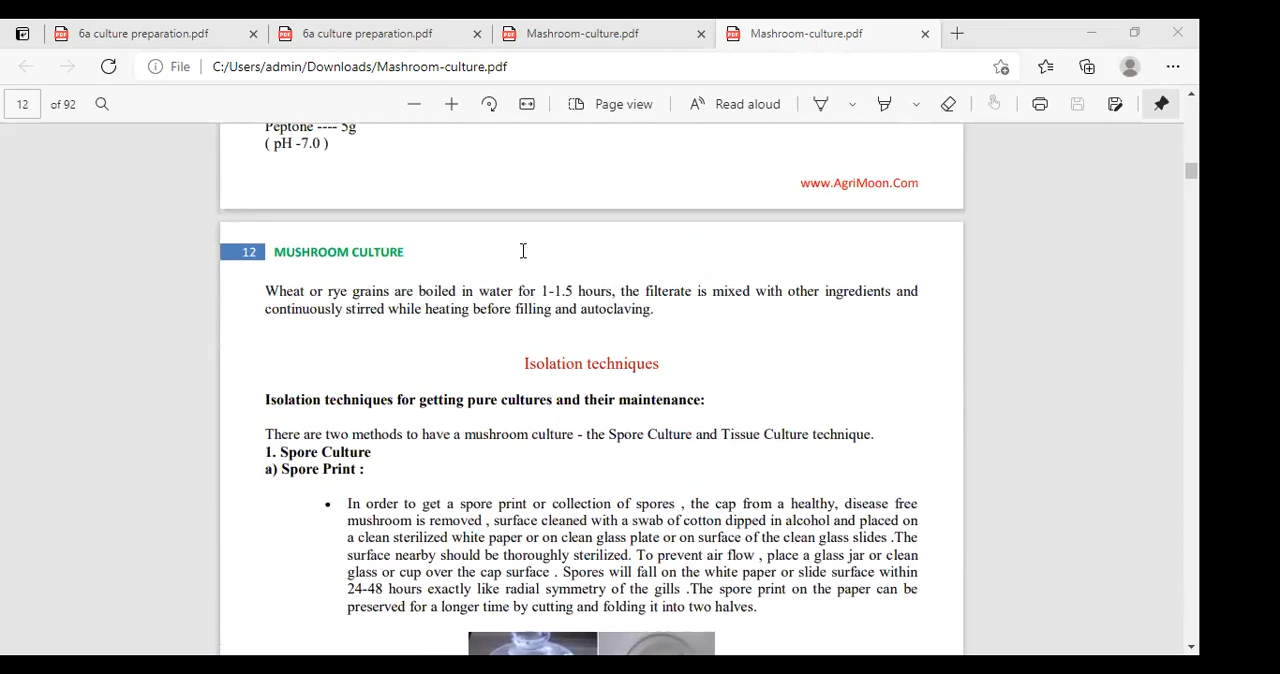 6a culture preparation.pdf
6a culture preparation.pdf
Mashroom-culture.pdf
Mashroom-culture.pdf
File C:/Users/admin/Downloads/Mashroom-culture.pdf
12 of 92 Page view Read aloud
Peptone ---- 5g
( pH -7.0 )
www.AgriMoon.Com
12 MUSHROOM CULTURE
Wheat or rye grains are boiled in water for 1-1.5 hours, the filterate is mixed with other ingredients and
continuously stirred while heating before filling and autoclaving.
Isolation techniques
Isolation techniques for getting pure cultures and their maintenance:
There are two methods to have a mushroom culture - the Spore Culture and Tissue Culture technique.
1. Spore Culture
a) Spore Print :
• In order to get a spore print or collection of spores , the cap from a healthy, disease free
mushroom is removed , surface cleaned with a swab of cotton dipped in alcohol and placed on
a clean sterilized white paper or on clean glass plate or on surface of the clean glass slides .The
surface nearby should be thoroughly sterilized. To prevent air flow , place a glass jar or clean
glass or cup over the cap surface . Spores will fall on the white paper or slide surface within
24-48 hours exactly like radial symmetry of the gills .The spore print on the paper can be
preserved for a longer time by cutting and folding it into two halves.